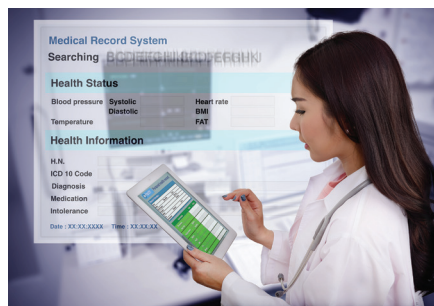 Medical Record System
Searching
Health Status
Blood pressure Systolic Heart rate
Diastolic BMI
Temperature FAT
Health Information
H.N.
ICD 10 Code
Diagnosis
Medication
Intolerance
Date : XX:XX:XXXX Time : XX:XX:XX